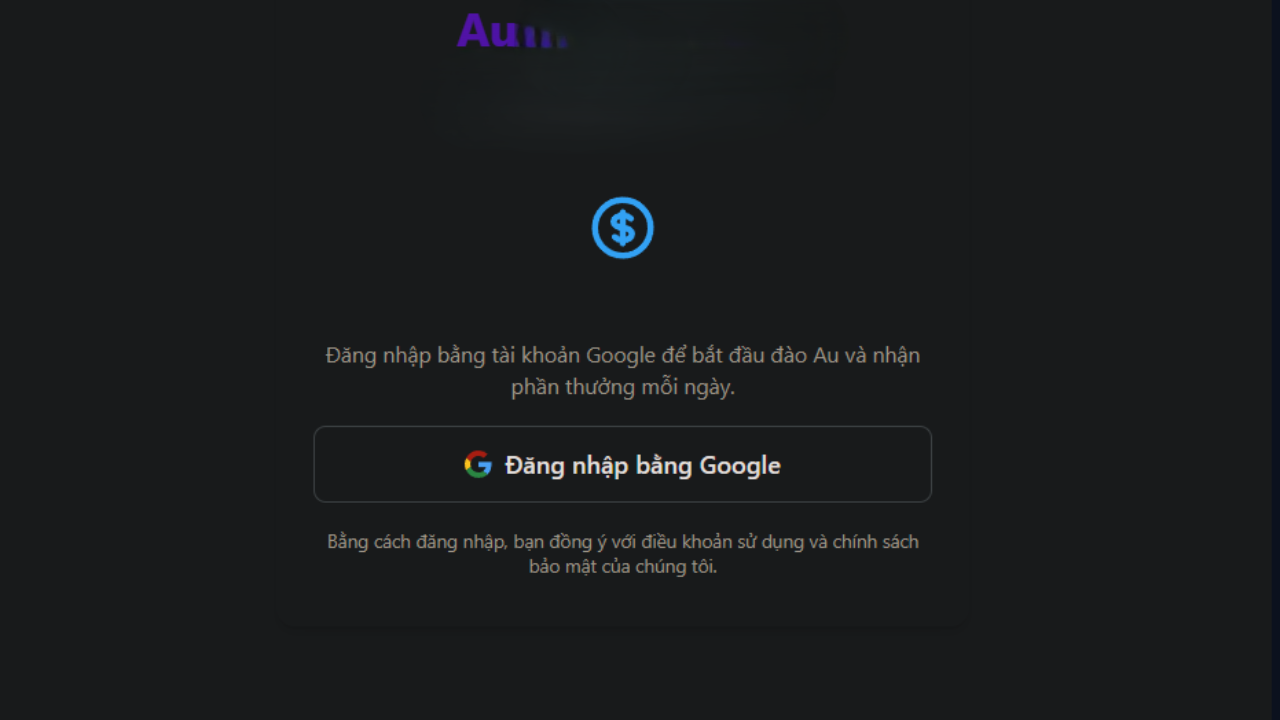 Đăng nhập bằng tài khoản Google để bắt đầu đào Au và nhận
phần thưởng mỗi ngày.
Đăng nhập bằng Google
Bằng cách đăng nhập, bạn đồng ý với điều khoản sử dụng và chính sách
bảo mật của chúng tôi.